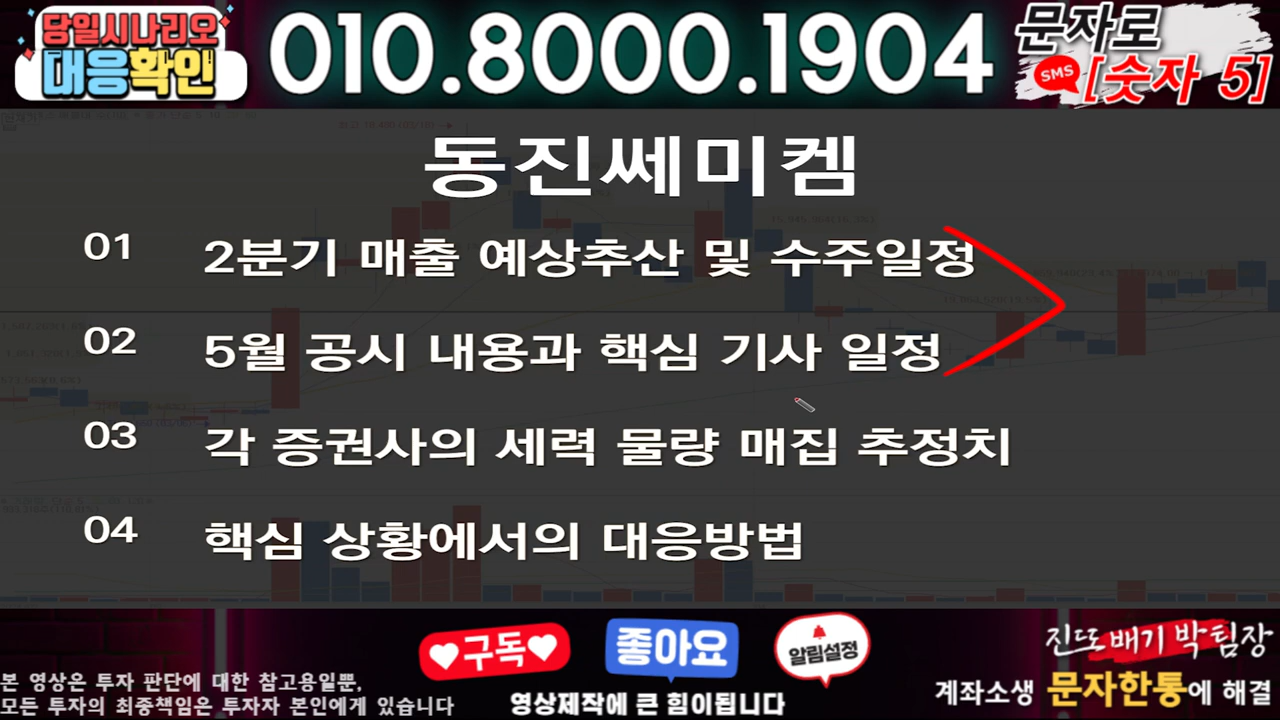 당일시나리오
대응확인
010.8000.1904
문자로
SMS
[숫자 5]
동진쎄미켐
01 2분기 매출 예상추산 및 수주일정
02 5월 공시 내용과 핵심 기사 일정
03 각 증권사의 세력 물량 매집 추정치
04 핵심 상황에서의 대응방법
구독
좋아요
알림설정
본 영상은 투자 판단에 대한 참고용일뿐,
모든 투자의 최종책임은 투자자 본인에게 있습니다
영상제작에 큰 힘이됩니다
진또배기 박팀장
계좌소생 문자한통에 해결